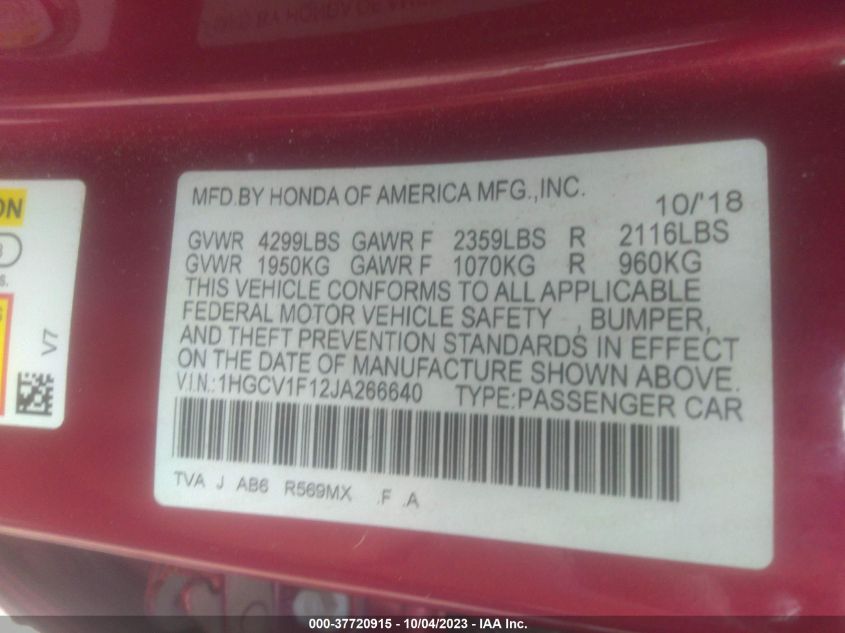 MFD.BY HONDA OF AMERICA MFG.,INC. 10/'18
GVWR 4299LBS GAWR F 2359LBS R 2116LBS
GVWR 1950KG GAWR F 1070KG R 960KG
THIS VEHICLE CONFORMS TO ALL APPLICABLE
FEDERAL MOTOR VEHICLE SAFETY , BUMPER,
AND THEFT PREVENTION STANDARDS IN EFFECT
ON THE DATE OF MANUFACTURE SHOWN ABOVE.
V.I.N.:1HGCV1F12JA266640 TYPE:PASSENGER CAR
TVA J AB6 R569MX .F .A
V7
000-37720915 - 10/04/2023 - IAA Inc.